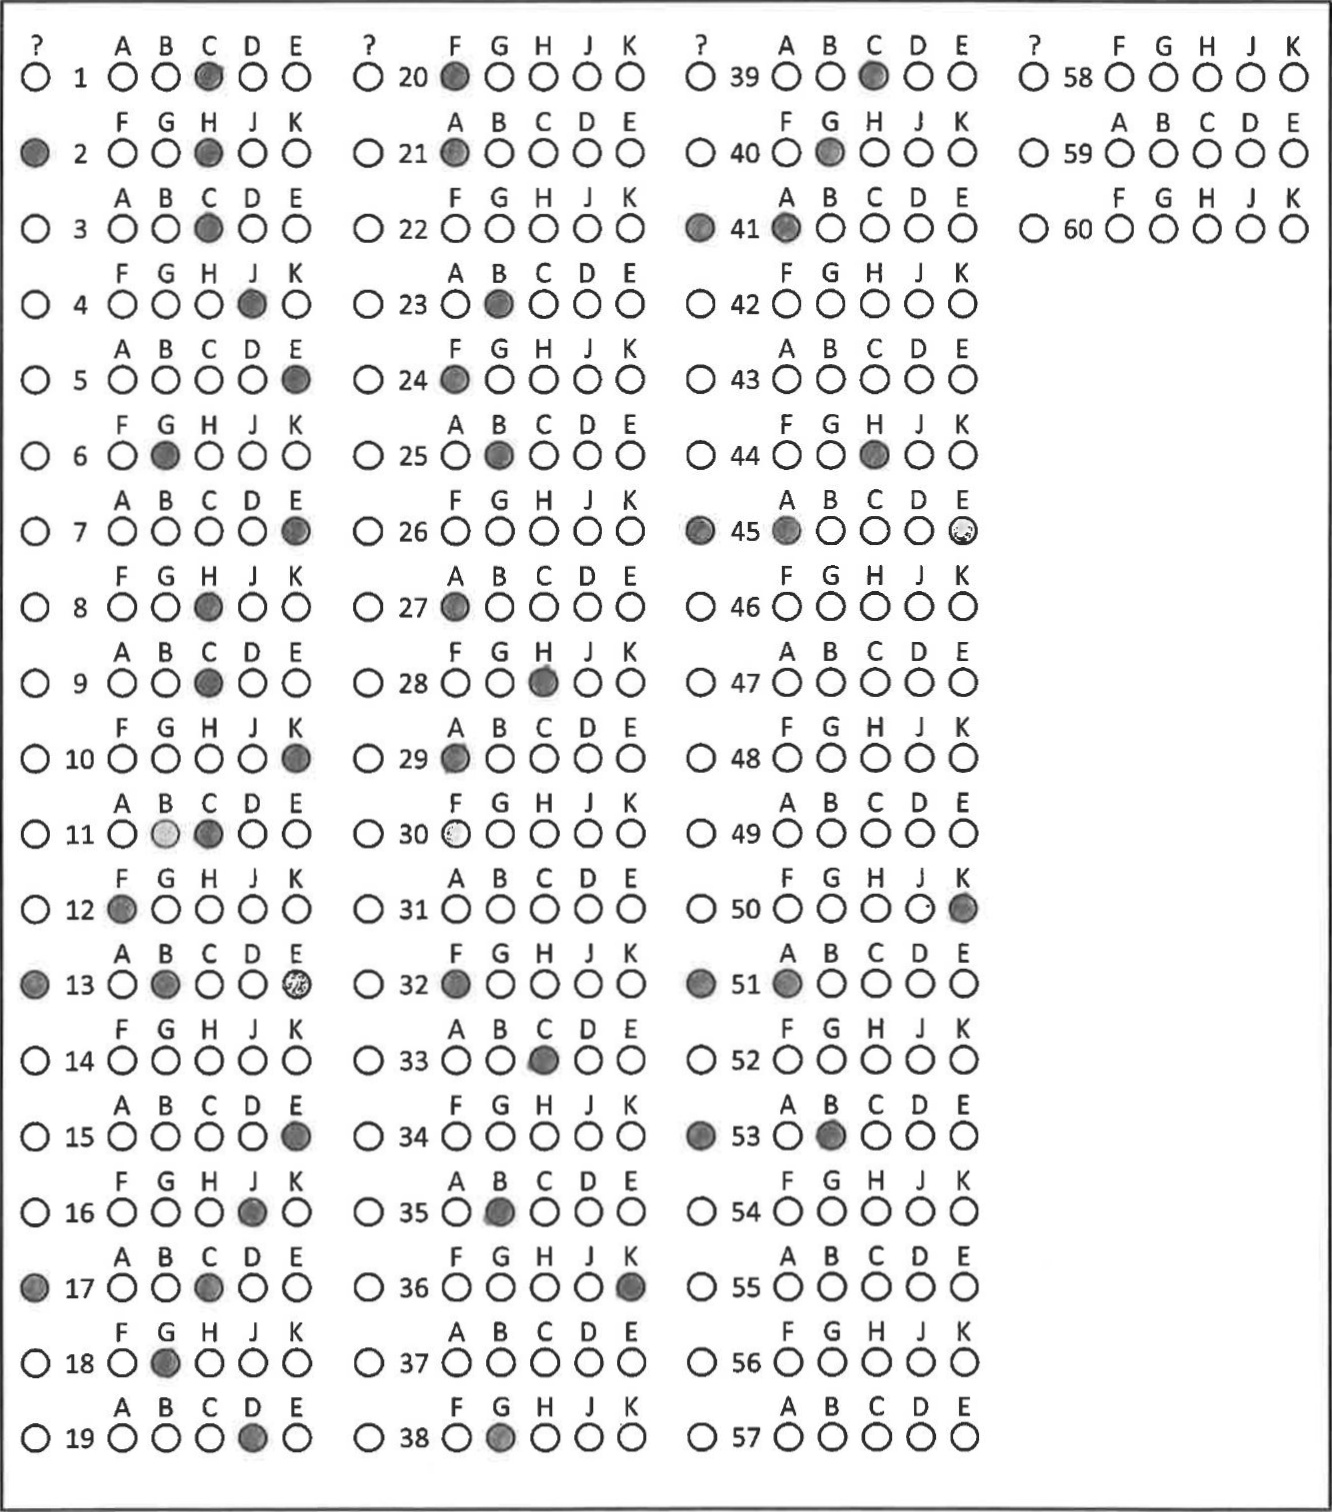 ? A B C D E ? F G H J K ? A B C D E ? F G H J K
1 20 39 58
F G H J K A B C D E F G H J K A B C D E
2 21 40 59
A B C D E F G H J K A B C D E F G H J K
3 22 41 60
F G H J K A B C D E F G H J K
4 23 42
A B C D E F G H J K A B C D E
5 24 43
F G H J K A B C D E F G H J K
6 25 44
A B C D E F G H J K A B C D E
7 26 45
F G H J K A B C D E F G H J K
8 27 46
A B C D E F G H J K A B C D E
9 28 47
F G H J K A B C D E F G H J K
10 29 48
A B C D E F G H J K A B C D E
11 30 49
F G H J K A B C D E F G H J K
12 31 50
A B C D E F G H J K A B C D E
13 32 51
F G H J K A B C D E F G H J K
14 33 52
A B C D E F G H J K A B C D E
15 34 53
F G H J K A B C D E F G H J K
16 35 54
A B C D E F G H J K A B C D E
17 36 55
F G H J K A B C D E F G H J K
18 37 56
A B C D E F G H J K A B C D E
19 38 57